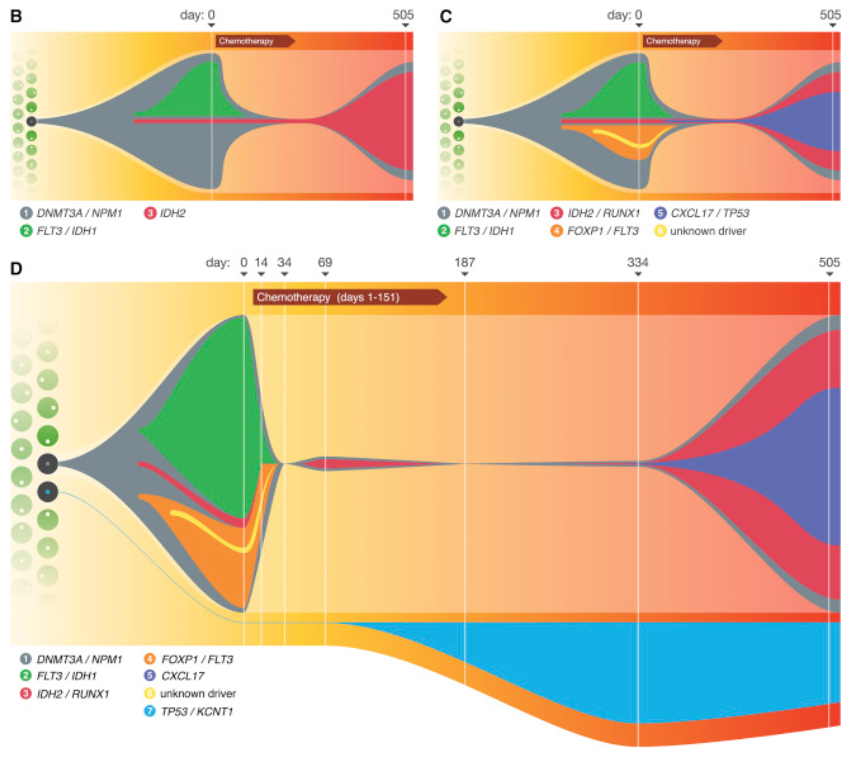 B
day: 0 505
Chemotherapy
1 DNMT3A / NPM1 3 IDH2
2 FLT3 / IDH1
C
day: 0 505
Chemotherapy
1 DNMT3A / NPM1 3 IDH2 / RUNX1 5 CXCL17 / TP53
2 FLT3 / IDH1 4 FOXP1 / FLT3 6 unknown driver
D
day: 0 14 34 69 187 334 505
Chemotherapy (days 1-151)
1 DNMT3A / NPM1 4 FOXP1 / FLT3
2 FLT3 / IDH1 5 CXCL17
3 IDH2 / RUNX1 6 unknown driver
7 TP53 / KCNT1